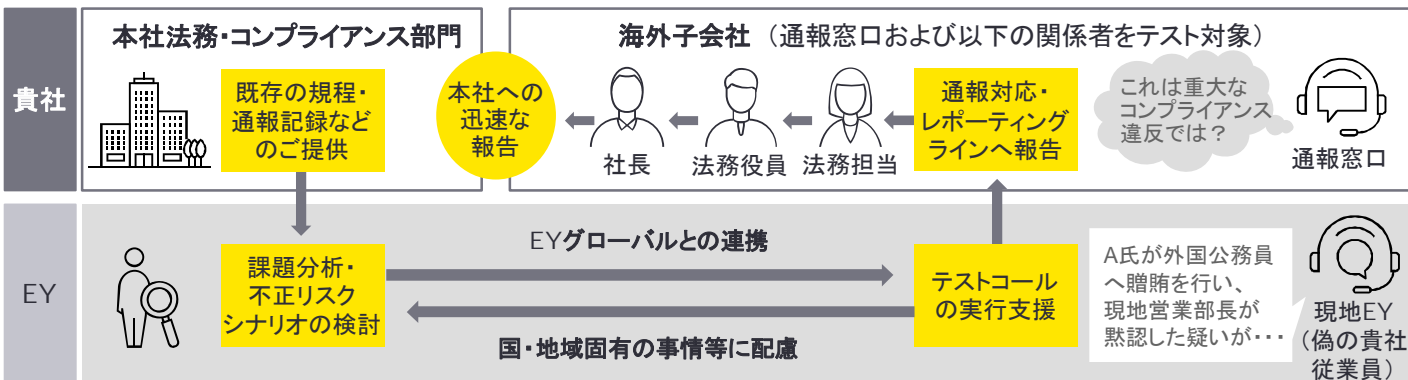 貴社
本社法務・コンプライアンス部門
既存の規程・
通報記録など
のご提供
本社への
迅速な
報告
海外子会社（通報窓口および以下の関係者をテスト対象）
社長
法務役員
法務担当
通報対応・
レポーティング
ラインへ報告
これは重大な
コンプライアンス
違反では？
通報窓口
EY
課題分析・
不正リスク
シナリオの検討
EYグローバルとの連携
国・地域固有の事情等に配慮
テストコール
の実行支援
A氏が外国公務員
へ贈賄を行い、
現地営業部長が
黙認した疑いが･･･
現地EY
（偽の貴社
従業員）